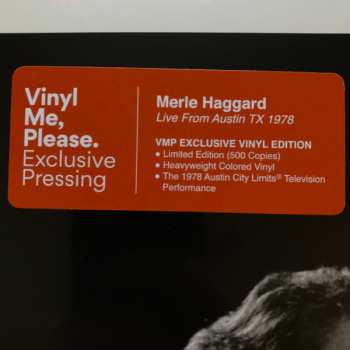 Vinyl
Me,
Please.
Exclusive
Pressing
Merle Haggard
Live From Austin TX 1978
VMP EXCLUSIVE VINYL EDITION
• Limited Edition (500 Copies)
• Heavyweight Colored Vinyl
• The 1978 Austin City Limits® Television
Performance